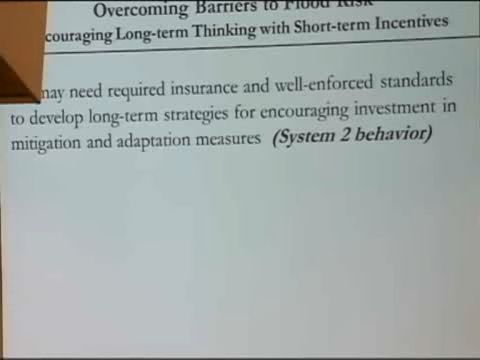 Overcoming Barriers to Flood Risk
couraging Long-term Thinking with Short-term Incentives
may need required insurance and well-enforced standards
to develop long-term strategies for encouraging investment in
mitigation and adaptation measures (System 2 behavior)